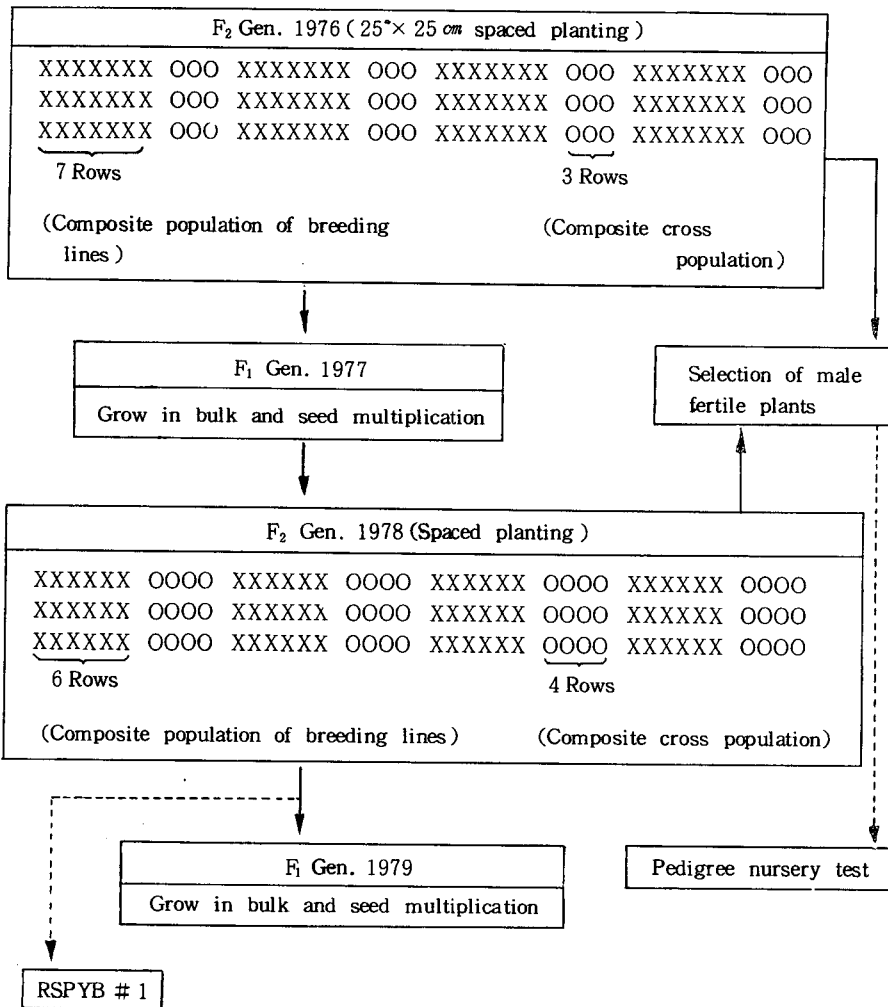 F₂ Gen. 1976 (25 × 25 cm spaced planting)
XXXXXXX OOO XXXXXXX OOO XXXXXXX OOO XXXXXXX OOO
XXXXXXX OOO XXXXXXX OOO XXXXXXX OOO XXXXXXX OOO
XXXXXXX OOO XXXXXXX OOO XXXXXXX OOO XXXXXXX OOO
7 Rows
3 Rows
(Composite population of breeding
lines)
(Composite cross
population)
F₁ Gen. 1977
Grow in bulk and seed multiplication
Selection of male
fertile plants
F₂ Gen. 1978 (Spaced planting)
XXXXXX OOOO XXXXXX OOOO XXXXXX OOOO XXXXXX OOOO
XXXXXX OOOO XXXXXX OOOO XXXXXX OOOO XXXXXX OOOO
XXXXXX OOOO XXXXXX OOOO XXXXXX OOOO XXXXXX OOOO
6 Rows
4 Rows
(Composite population of breeding lines)
(Composite cross population)
F₁ Gen. 1979
Grow in bulk and seed multiplication
Pedigree nursery test
RSPYB # 1